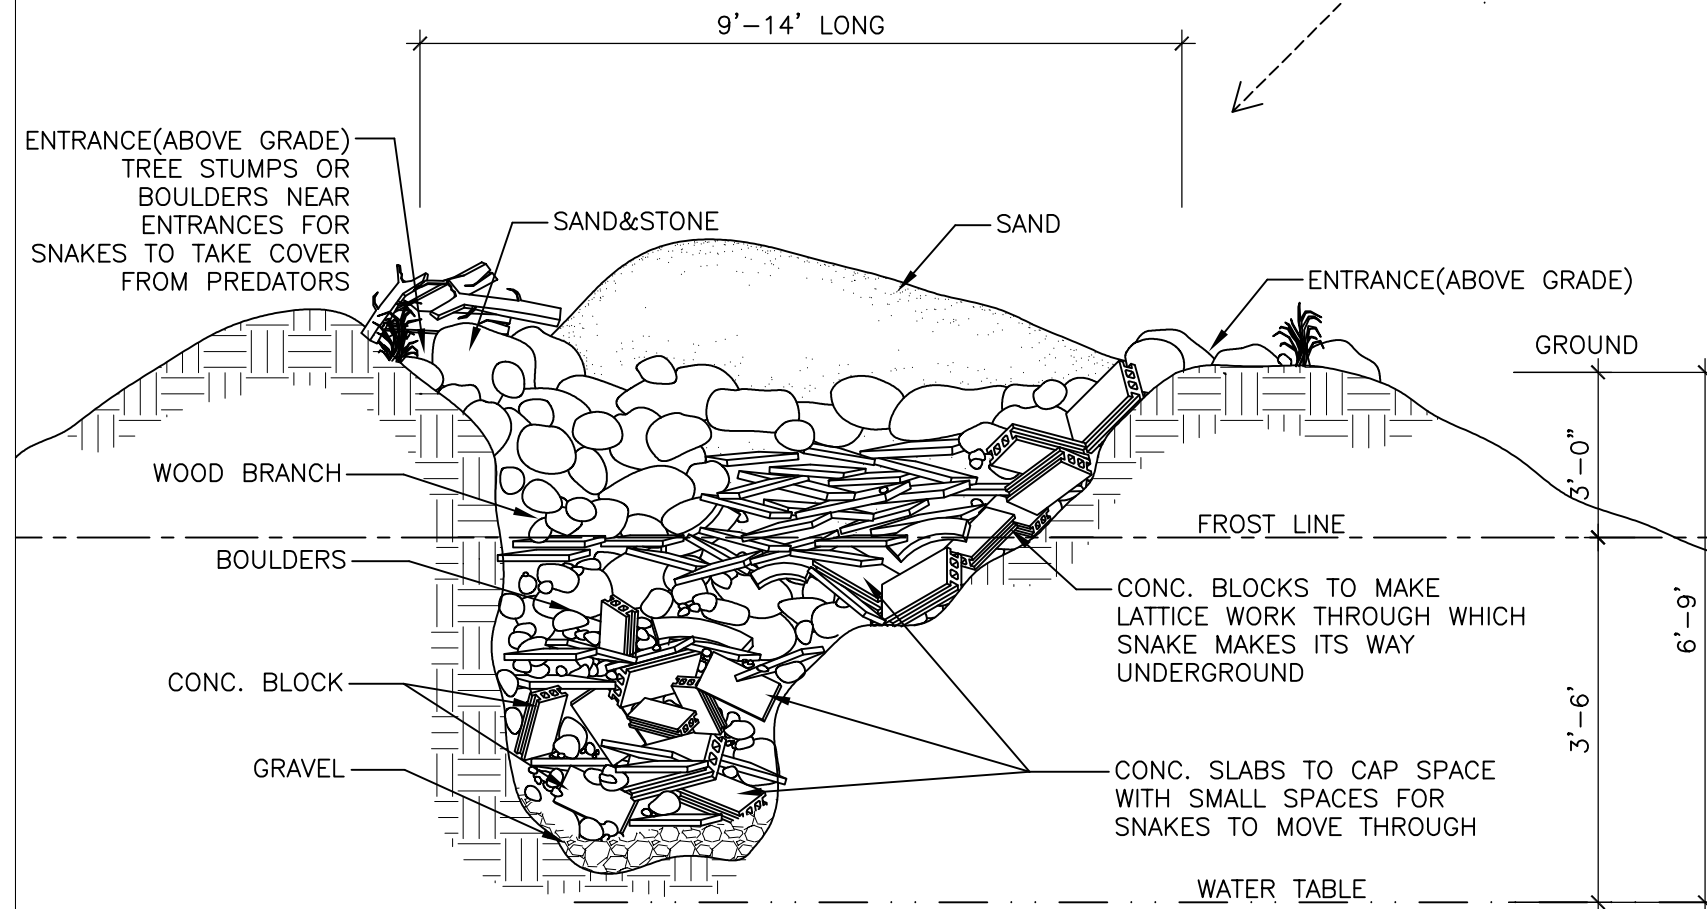 9'-14' LONG
ENTRANCE(ABOVE GRADE)
TREE STUMPS OR
BOULDERS NEAR
ENTRANCES FOR
SNAKES TO TAKE COVER
FROM PREDATORS
SAND&STONE
SAND
ENTRANCE(ABOVE GRADE)
GROUND
WOOD BRANCH
3'-0"
FROST LINE
BOULDERS
CONC. BLOCKS TO MAKE
LATTICE WORK THROUGH WHICH
SNAKE MAKES ITS WAY
UNDERGROUND
6'-9'
CONC. BLOCK
3'-6'
GRAVEL
CONC. SLABS TO CAP SPACE
WITH SMALL SPACES FOR
SNAKES TO MOVE THROUGH
WATER TABLE